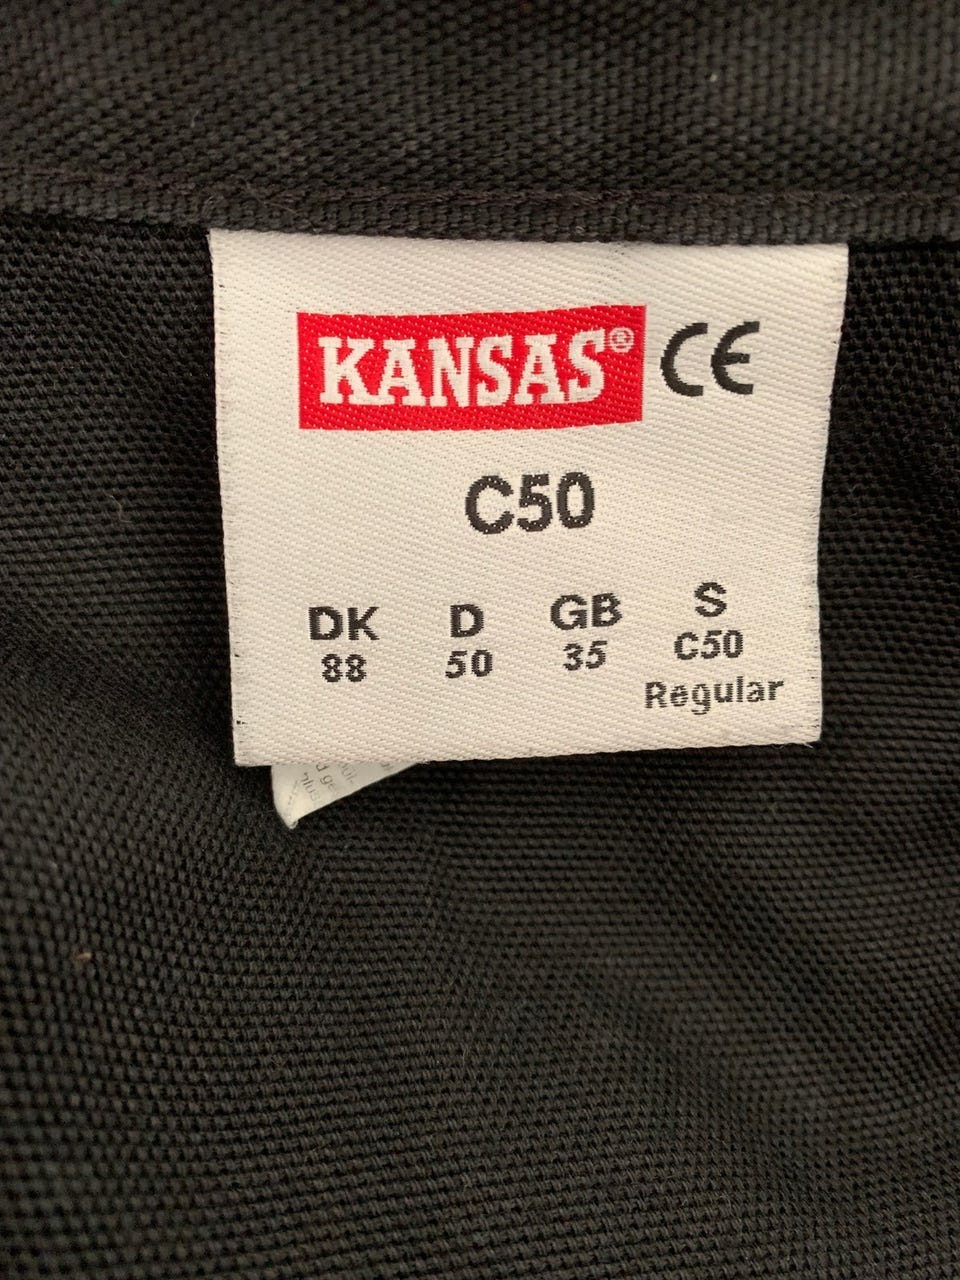 KANSAS® CE
C50
DK D GB S
88 50 35 C50
Regular